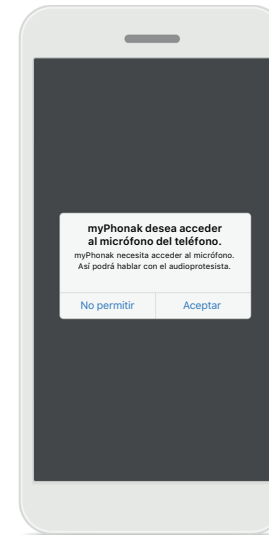 myPhonak desea acceder
al micrófono del teléfono.
myPhonak necesita acceder al micrófono.
Así podrá hablar con el audioprotesista.
No permitir
Aceptar